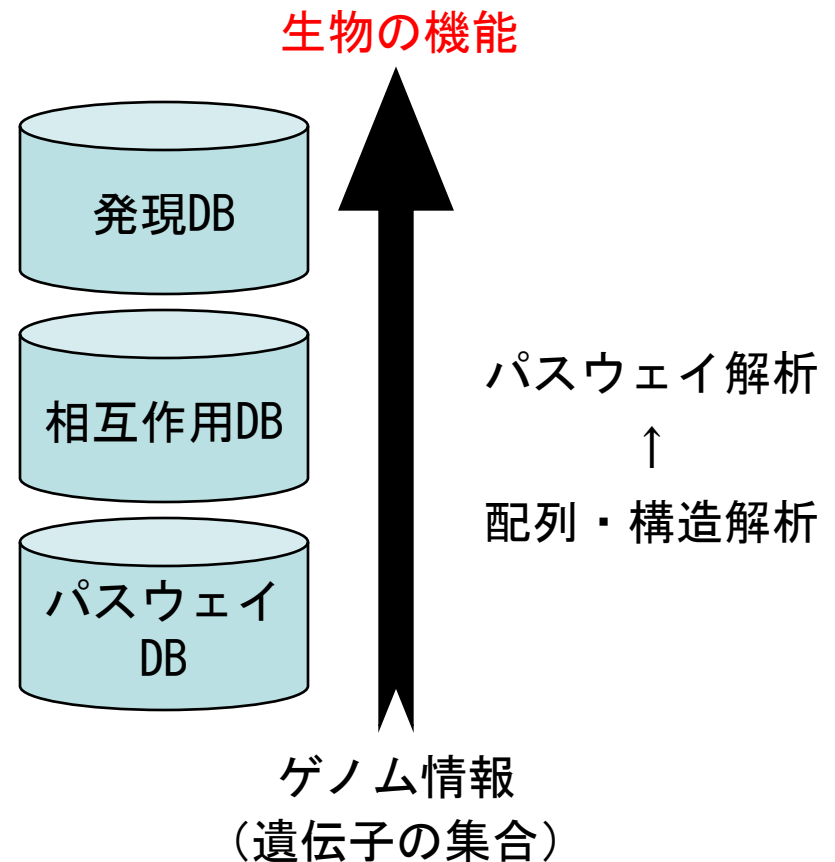 生物の機能
発現DB
相互作用DB
パスウェイ
DB
パスウェイ解析
↑
配列・構造解析
ゲノム情報
（遺伝子の集合）